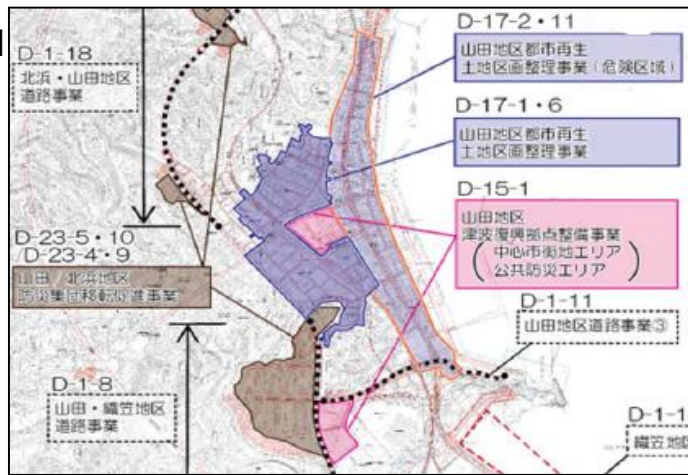 D-17-2・11
山田地区都市再生
土地区画整理事業(危険区域)
D-1-18
北浜・山田地区
道路事業
D-17-1・6
山田地区都市再生
土地区画整理事業
D-15-1
山田地区
津波復興拠点整備事業
(中心市街地エリア
公共防災エリア)
D-23-5・10
D-23-4・9
山田/北浜地区
防災集団移転促進事業
D-1-11
山田地区道路事業③
D-1-8
山田・織笠地区
道路事業
D-1-1
織笠地区